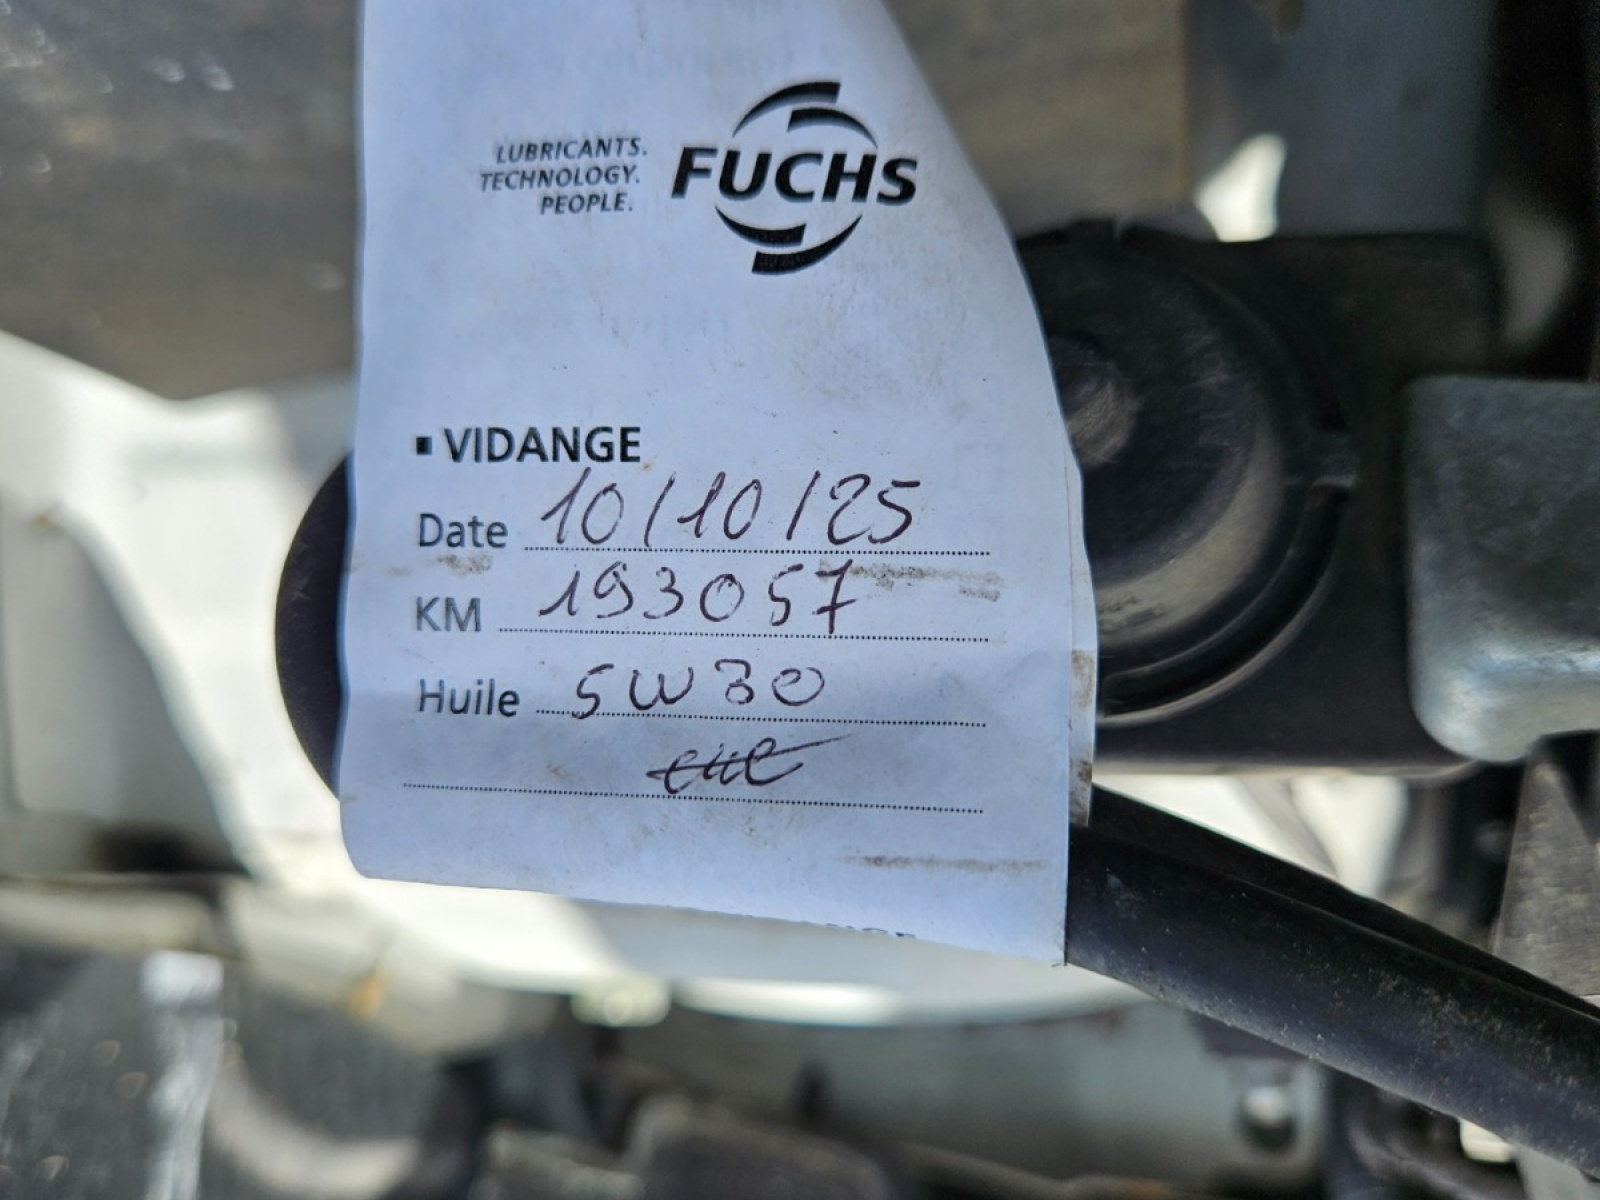 LUBRICANTS.
TECHNOLOGY.
PEOPLE.
FUCHS
▪ VIDANGE
Date 10/10/25
KM 193057
Huile 5W30